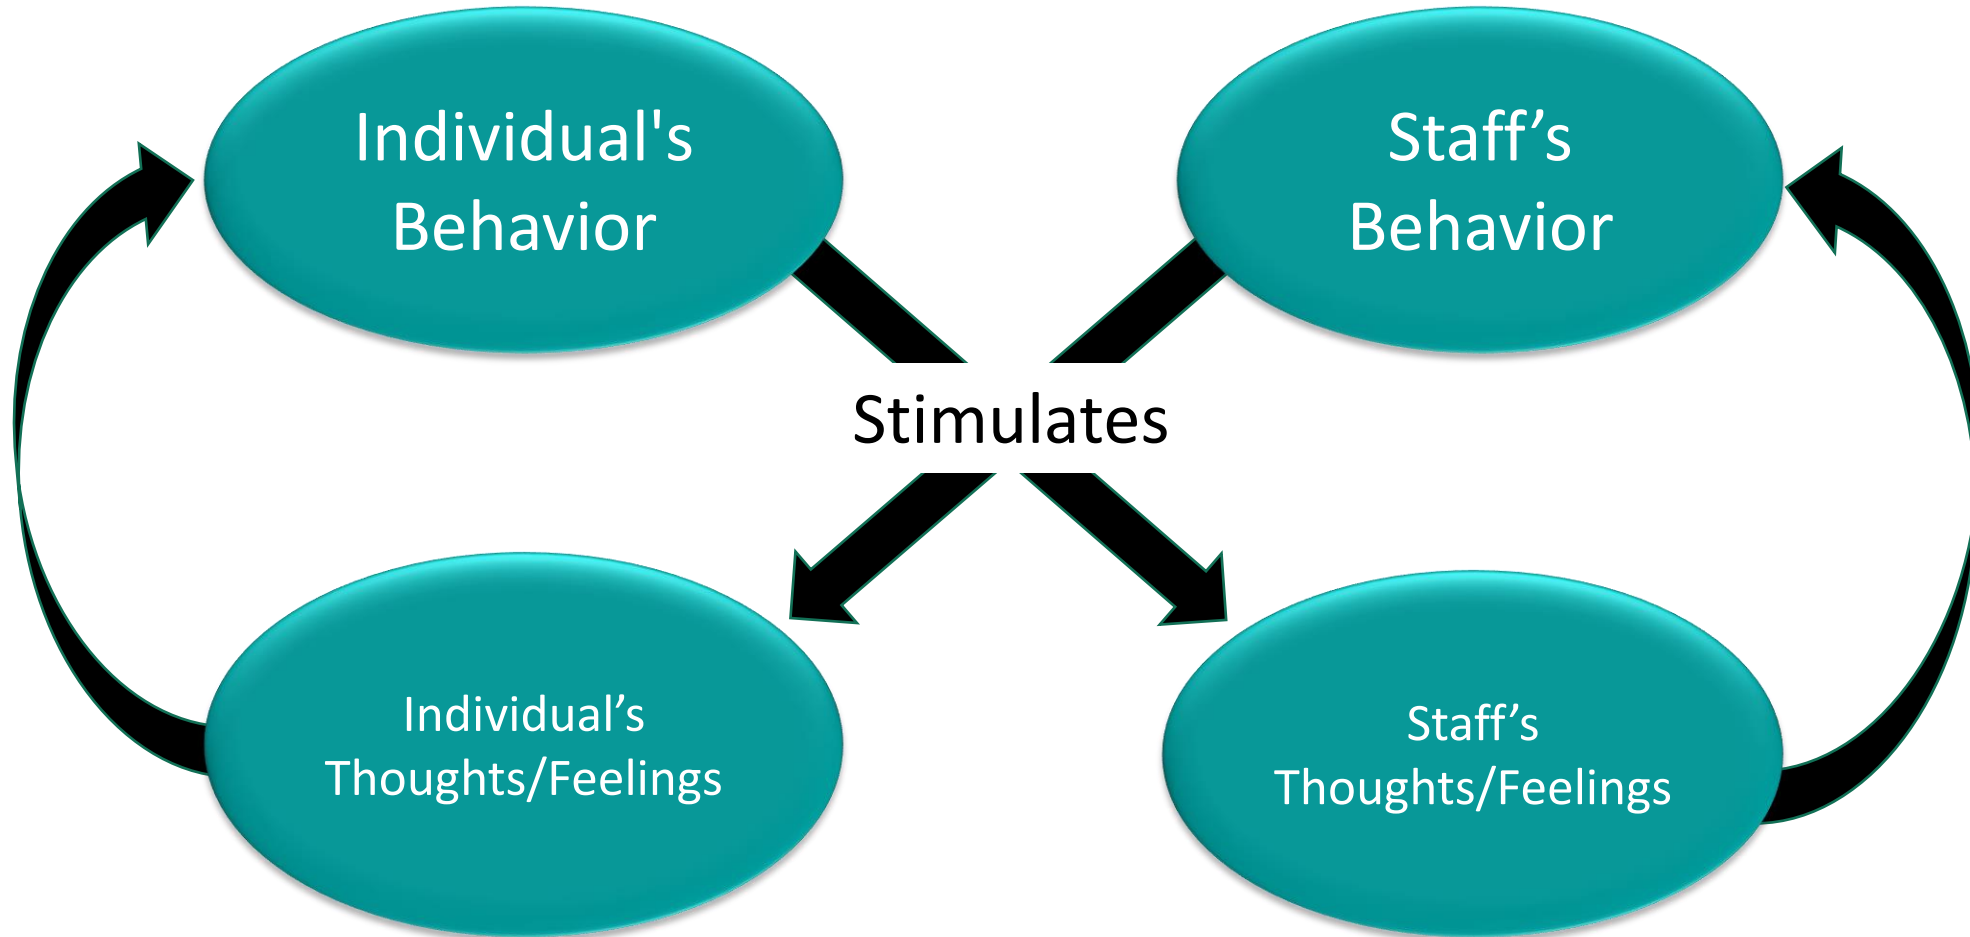 Individual's
Behavior
Staff’s
Behavior
Stimulates
Individual’s
Thoughts/Feelings
Staff’s
Thoughts/Feelings